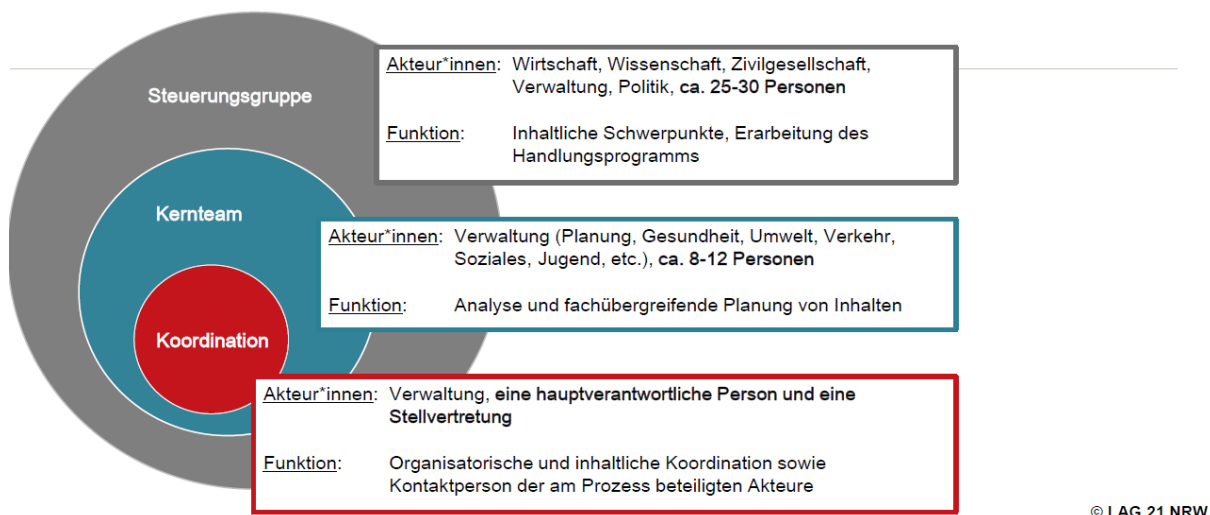 Steuerungsgruppe
Akteur*innen: Wirtschaft, Wissenschaft, Zivilgesellschaft,
Verwaltung, Politik, ca. 25-30 Personen
Funktion: Inhaltliche Schwerpunkte, Erarbeitung des
Handlungsprogramms
Kernteam
Akteur*innen: Verwaltung (Planung, Gesundheit, Umwelt, Verkehr,
Soziales, Jugend, etc.), ca. 8-12 Personen
Funktion: Analyse und fachübergreifende Planung von Inhalten
Koordination
Akteur*innen: Verwaltung, eine hauptverantwortliche Person und eine
Stellvertretung
Funktion: Organisatorische und inhaltliche Koordination sowie
Kontaktperson der am Prozess beteiligten Akteure
© LAG 21 NRW